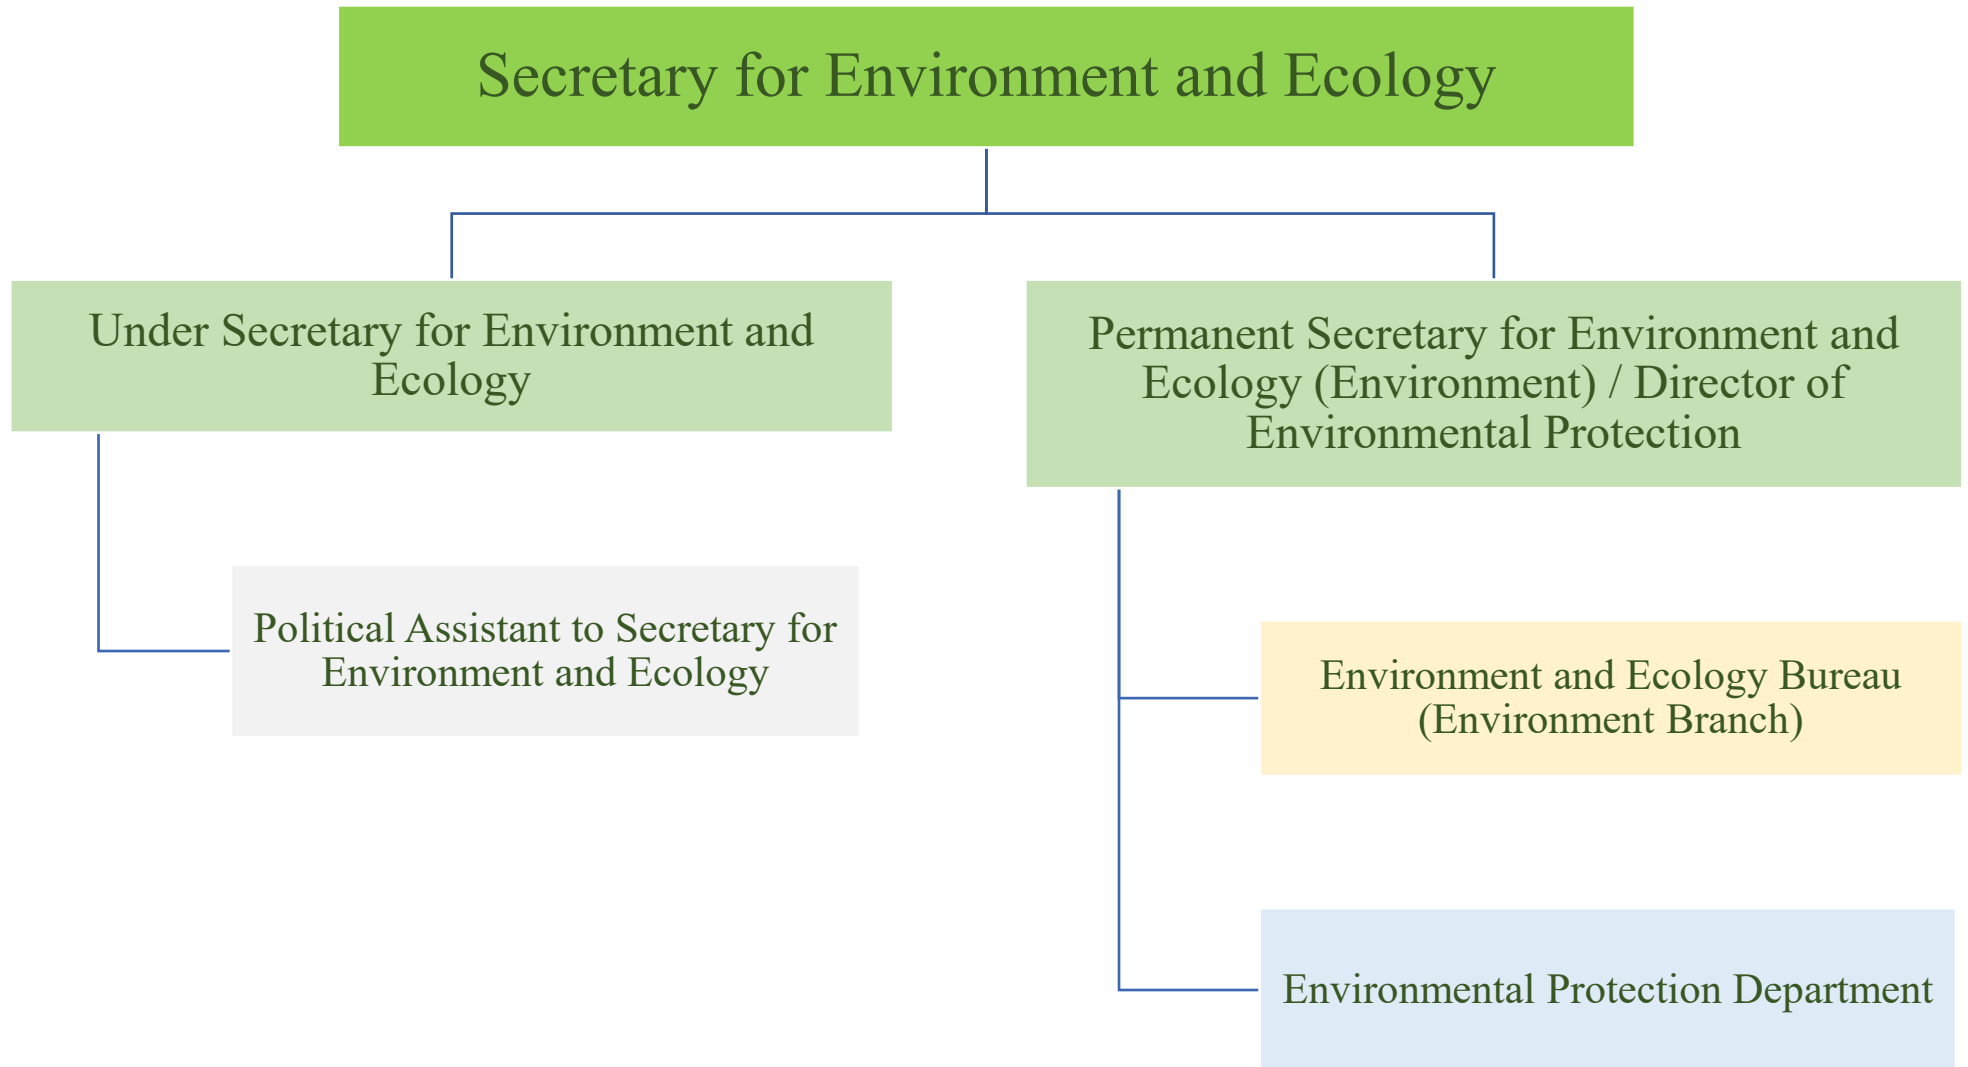 Secretary for Environment and Ecology
Under Secretary for Environment and
Ecology
Permanent Secretary for Environment and
Ecology (Environment) / Director of
Environmental Protection
Political Assistant to Secretary for
Environment and Ecology
Environment and Ecology Bureau
(Environment Branch)
Environmental Protection Department